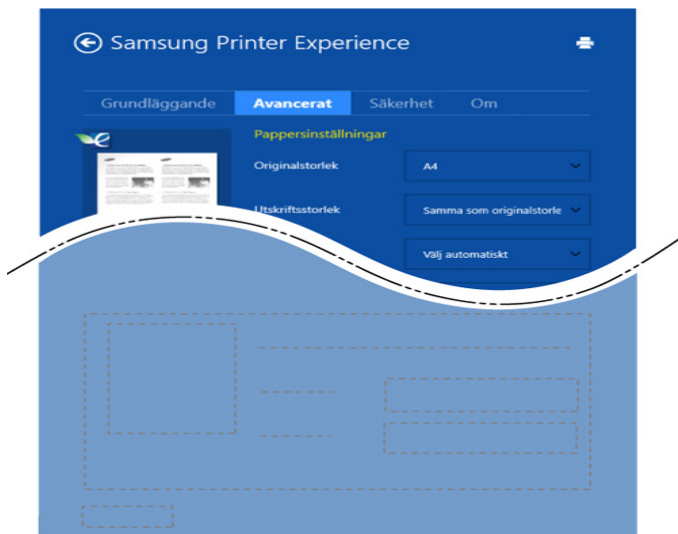 Samsung Printer Experience
Grundläggande Avancerat Säkerhet Om
Pappersinställningar
Originalstorlek A4
Utskriftsstorlek Samma som originalstorle
Välj automatiskt